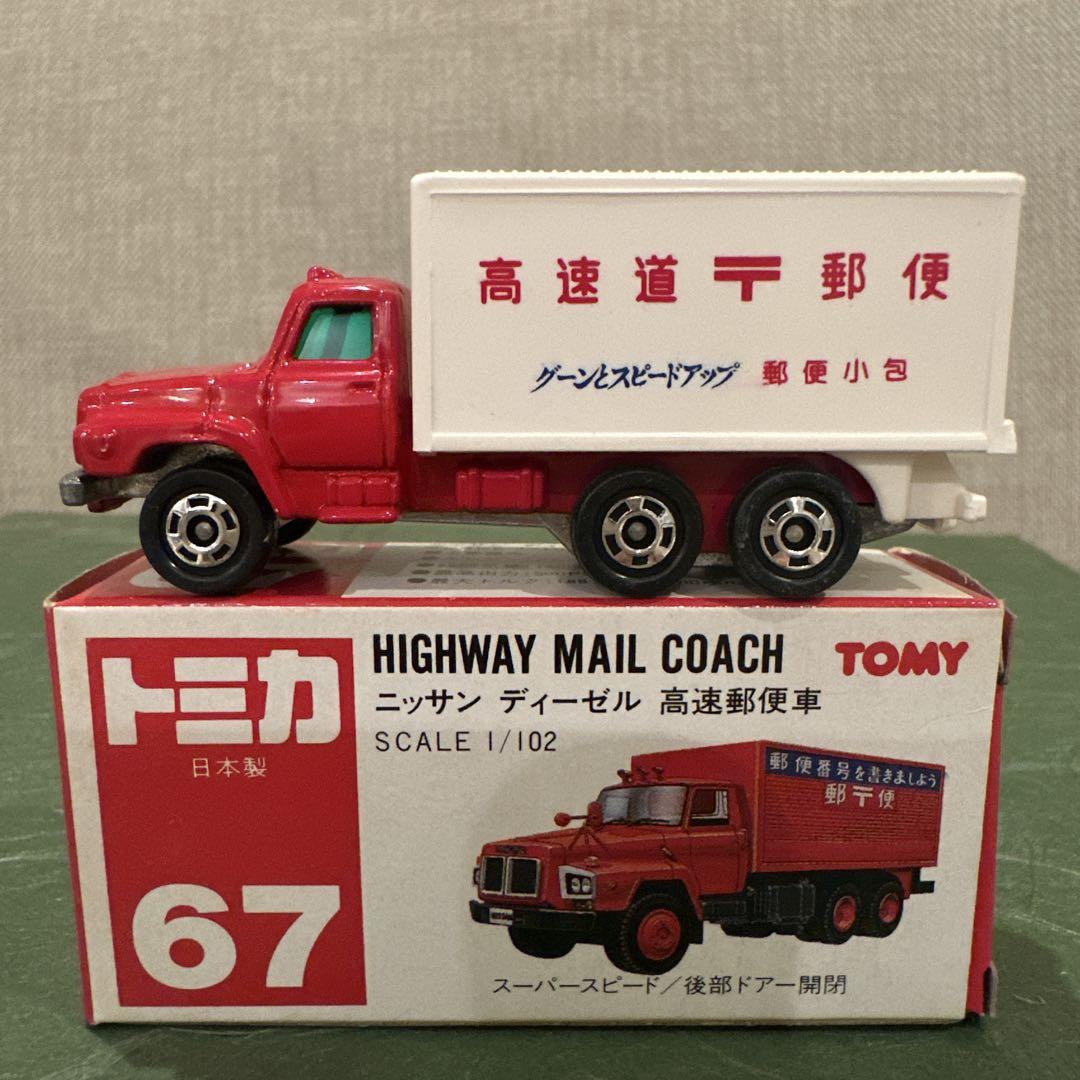 高速道〒郵便
グーンとスピードアップ 郵便小包
トミカ
日本製
67
HIGHWAY MAIL COACH
TOMY
ニッサン ディーゼル 高速郵便車
SCALE 1/102
郵便番号を書きましよう
郵〒便
スーパースピード/後部ドアー開閉